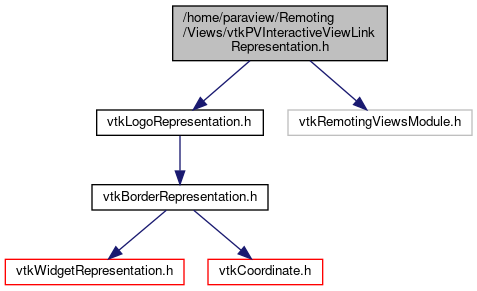 /home/paraview/Remoting
/Views/vtkPVInteractiveViewLink
Representation.h
vtkLogoRepresentation.h
vtkRemotingViewsModule.h
vtkBorderRepresentation.h
vtkWidgetRepresentation.h
vtkCoordinate.h